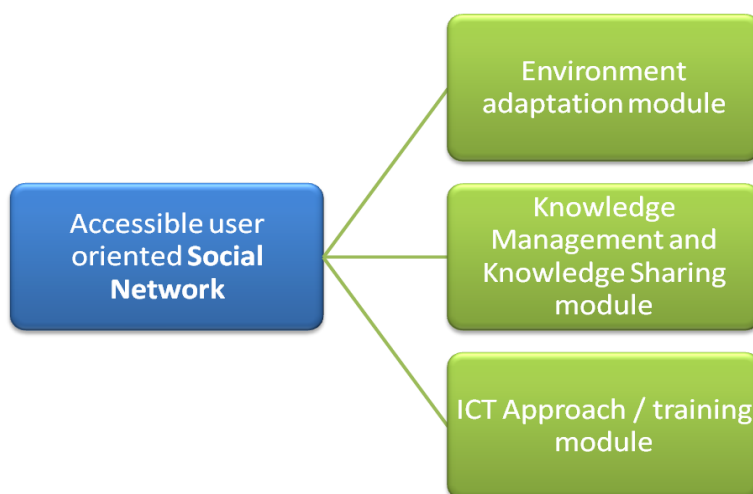 Accessible user
oriented Social
Network
Environment
adaptation module
Knowledge
Management and
Knowledge Sharing
module
ICT Approach / training
module